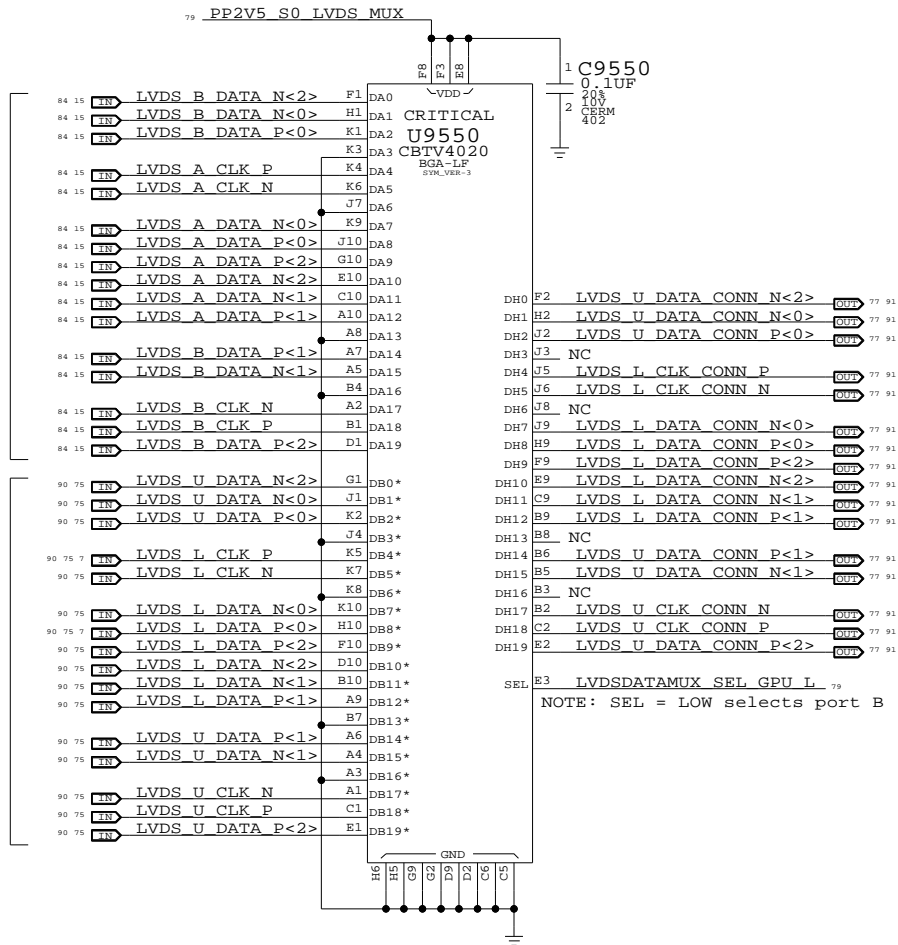 79 PP2V5_S0_LVDS_MUX
F8 F3 E8
VDD
1 C9550
0.1UF
20%
10V
2 CERM
402
CRITICAL
U9550
CBTV4020
BGA-LF
SYM_VER-3
84 15 IN LVDS_B_DATA_N<2> F1 DA0
84 15 IN LVDS_B_DATA_N<0> H1 DA1
84 15 IN LVDS_B_DATA_P<0> K1 DA2
K3 DA3
84 15 IN LVDS_A_CLK_P K4 DA4
84 15 IN LVDS_A_CLK_N K6 DA5
J7 DA6
84 15 IN LVDS_A_DATA_N<0> K9 DA7
84 15 IN LVDS_A_DATA_P<0> J10 DA8
84 15 IN LVDS_A_DATA_P<2> G10 DA9
84 15 IN LVDS_A_DATA_N<2> E10 DA10
84 15 IN LVDS_A_DATA_N<1> C10 DA11
84 15 IN LVDS_A_DATA_P<1> A10 DA12
A8 DA13
84 15 IN LVDS_B_DATA_P<1> A7 DA14
84 15 IN LVDS_B_DATA_N<1> A5 DA15
B4 DA16
84 15 IN LVDS_B_CLK_N A2 DA17
84 15 IN LVDS_B_CLK_P B1 DA18
84 15 IN LVDS_B_DATA_P<2> D1 DA19
90 75 IN LVDS_U_DATA_N<2> G1 DB0*
90 75 IN LVDS_U_DATA_N<0> J1 DB1*
90 75 IN LVDS_U_DATA_P<0> K2 DB2*
J4 DB3*
90 75 7 IN LVDS_L_CLK_P K5 DB4*
90 75 IN LVDS_L_CLK_N K7 DB5*
K8 DB6*
90 75 IN LVDS_L_DATA_N<0> K10 DB7*
90 75 7 IN LVDS_L_DATA_P<0> H10 DB8*
90 75 IN LVDS_L_DATA_P<2> F10 DB9*
90 75 IN LVDS_L_DATA_N<2> D10 DB10*
90 75 IN LVDS_L_DATA_N<1> B10 DB11*
90 75 IN LVDS_L_DATA_P<1> A9 DB12*
B7 DB13*
90 75 IN LVDS_U_DATA_P<1> A6 DB14*
90 75 IN LVDS_U_DATA_N<1> A4 DB15*
A3 DB16*
90 75 IN LVDS_U_CLK_N A1 DB17*
90 75 IN LVDS_U_CLK_P C1 DB18*
90 75 IN LVDS_U_DATA_P<2> E1 DB19*
DH0 F2 LVDS_U_DATA_CONN_N<2> OUT 77 91
DH1 H2 LVDS_U_DATA_CONN_N<0> OUT 77 91
DH2 J2 LVDS_U_DATA_CONN_P<0> OUT 77 91
DH3 J3 NC
DH4 J5 LVDS_L_CLK_CONN_P OUT 77 91
DH5 J6 LVDS_L_CLK_CONN_N OUT 77 91
DH6 J8 NC
DH7 J9 LVDS_L_DATA_CONN_N<0> OUT 77 91
DH8 H9 LVDS_L_DATA_CONN_P<0> OUT 77 91
DH9 F9 LVDS_L_DATA_CONN_P<2> OUT 77 91
DH10 E9 LVDS_L_DATA_CONN_N<2> OUT 77 91
DH11 C9 LVDS_L_DATA_CONN_N<1> OUT 77 91
DH12 B9 LVDS_L_DATA_CONN_P<1> OUT 77 91
DH13 B8 NC
DH14 B6 LVDS_U_DATA_CONN_P<1> OUT 77 91
DH15 B5 LVDS_U_DATA_CONN_N<1> OUT 77 91
DH16 B3 NC
DH17 B2 LVDS_U_CLK_CONN_N OUT 77 91
DH18 C2 LVDS_U_CLK_CONN_P OUT 77 91
DH19 E2 LVDS_U_DATA_CONN_P<2> OUT 77 91
SEL E3 LVDSDATAMUX_SEL_GPU_L 79
NOTE: SEL = LOW selects port B
GND
H6 H5 G9 G2 D9 D2 C6 C5